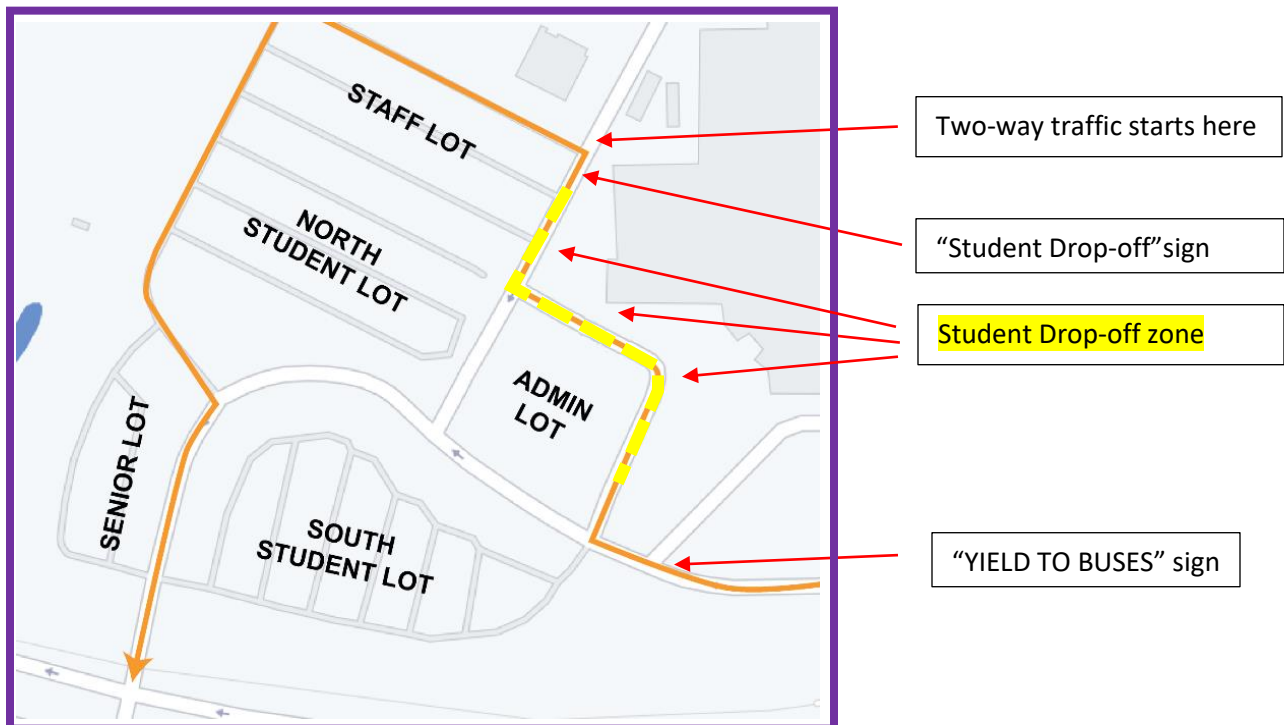 STAFF LOT
NORTH
STUDENT LOT
ADMIN
LOT
SENIOR LOT
SOUTH
STUDENT LOT
Two-way traffic starts here
“Student Drop-off”sign
Student Drop-off zone
“YIELD TO BUSES” sign